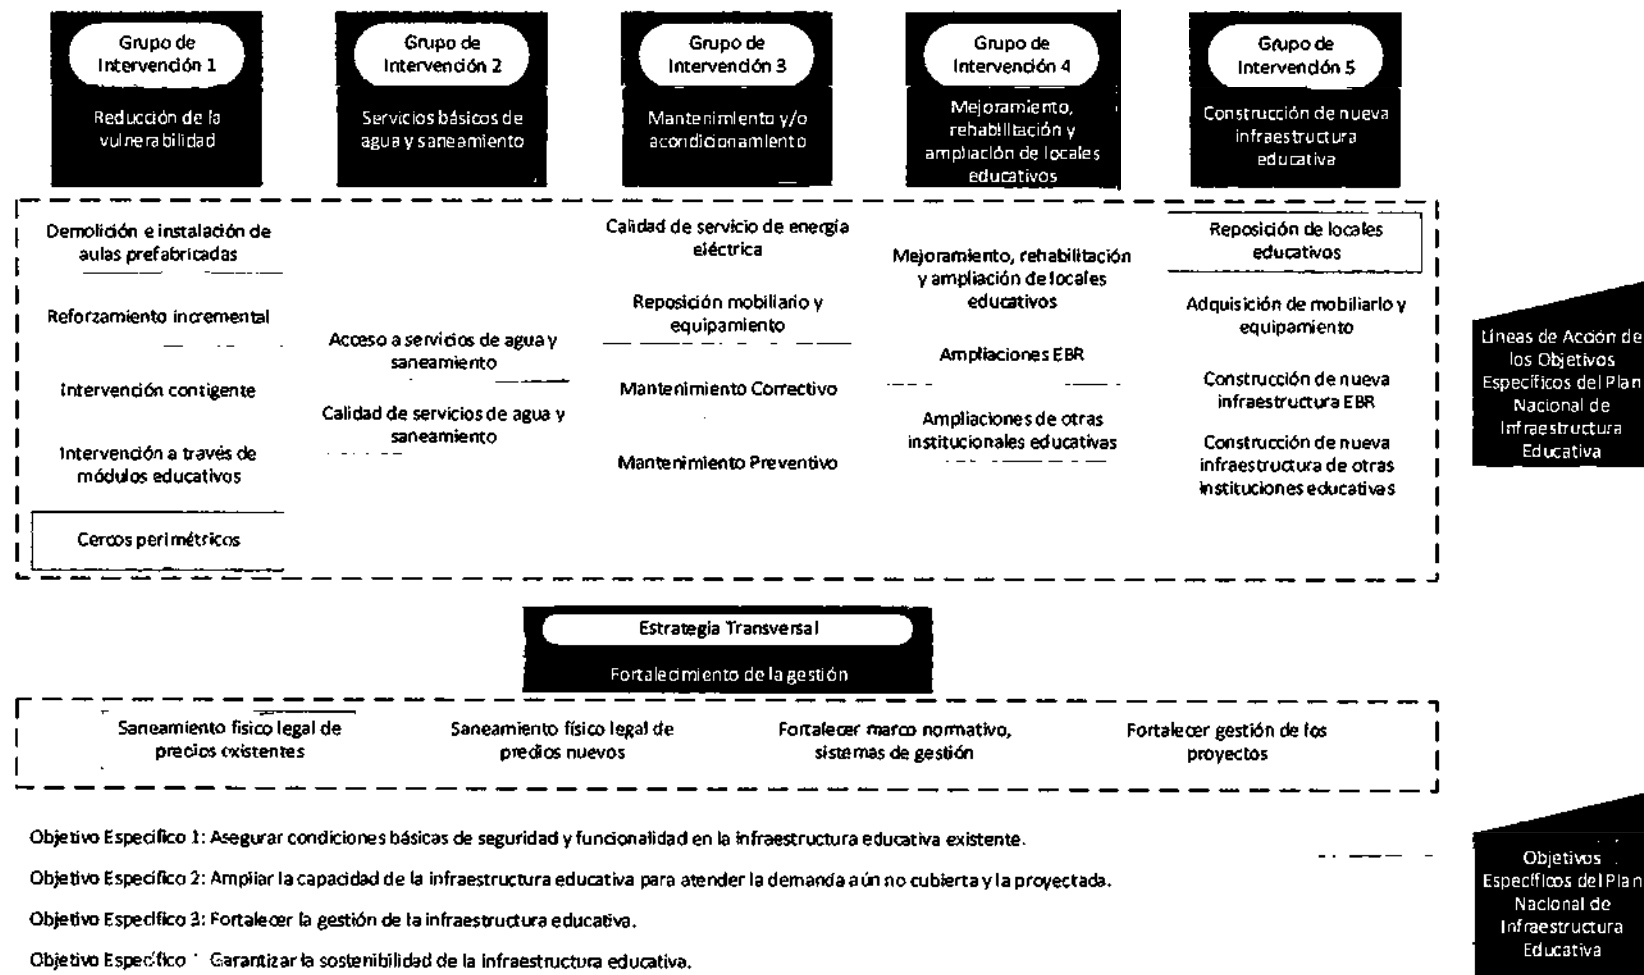 Grupo de
Intervención 1
Reducción de la
vulnerabilidad
Grupo de
Intervención 2
Servicios básicos de
agua y saneamiento
Grupo de
Intervención 3
Mantenimiento y/o
acondicionamiento
Grupo de
Intervención 4
Mejoramiento,
rehabilitación y
ampliación de locales
educativos
Grupo de
Intervención 5
Construcción de nueva
infraestructura
educativa
Demolición e instalación de
aulas prefabricadas
Reforzamiento incremental
Intervención contigente
Intervención a través de
módulos educativos
Cercos perimétricos
Acceso a servicios de agua y
saneamiento
Calidad de servicios de agua y
saneamiento
Calidad de servicio de energía
eléctrica
Reposición mobiliario y
equipamiento
Mantenimiento Correctivo
Mantenimiento Preventivo
Mejoramiento, rehabilitación
y ampliación de locales
educativos
Ampliaciones EBR
Ampliaciones de otras
institucionales educativas
Reposición de locales
educativos
Adquisición de mobiliario y
equipamiento
Construcción de nueva
infraestructura EBR
Construcción de nueva
infraestructura de otras
instituciones educativas
Líneas de Acción de
los Objetivos
Específicos del Plan
Nacional de
Infraestructura
Educativa
Estrategia Transversal
Fortalecimiento de la gestión
Saneamiento físico legal de
precios existentes
Saneamiento físico legal de
predios nuevos
Fortalecer marco normativo,
sistemas de gestión
Fortalecer gestión de los
proyectos
Objetivo Específico 1: Asegurar condiciones básicas de seguridad y funcionalidad en la infraestructura educativa existente.
Objetivo Específico 2: Ampliar la capacidad de la infraestructura educativa para atender la demanda aún no cubierta y la proyectada.
Objetivo Específico 3: Fortalecer la gestión de la infraestructura educativa.
Objetivo Específico Garantizar la sostenibilidad de la infraestructura educativa.
Objetivos
Específicos del Plan
Nacional de
Infraestructura
Educativa